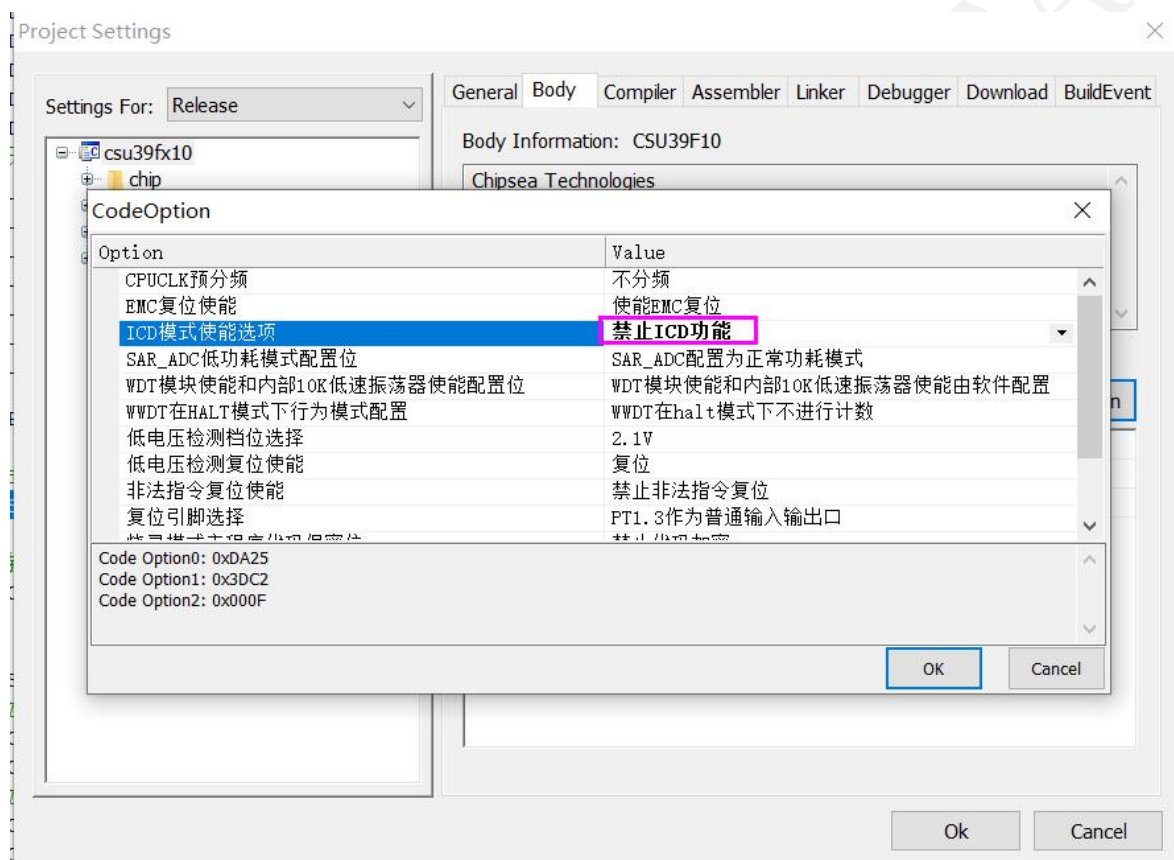 Project Settings
Settings For: Release
General Body Compiler Assembler Linker Debugger Download BuildEvent
Body Information: CSU39F10
csu39fx10
chip
Chipsea Technologies
CodeOption
Option Value
CPUCLK预分频 不分频
EMC复位使能 使能EMC复位
ICD模式使能选项 禁止ICD功能
SAR_ADC低功耗模式配置位 SAR_ADC配置为正常功耗模式
WDT模块使能和内部10K低速振荡器使能配置位 WDT模块使能和内部10K低速振荡器使能由软件配置
WWDT在HALT模式下行为模式配置 WWDT在halt模式下不进行计数
低电压检测档位选择 2.1V
低电压检测复位使能 复位
非法指令复位使能 禁止非法指令复位
复位引脚选择 PT1.3作为普通输入输出口
Code Option0: 0xDA25
Code Option1: 0x3DC2
Code Option2: 0x000F
OK Cancel
Ok Cancel